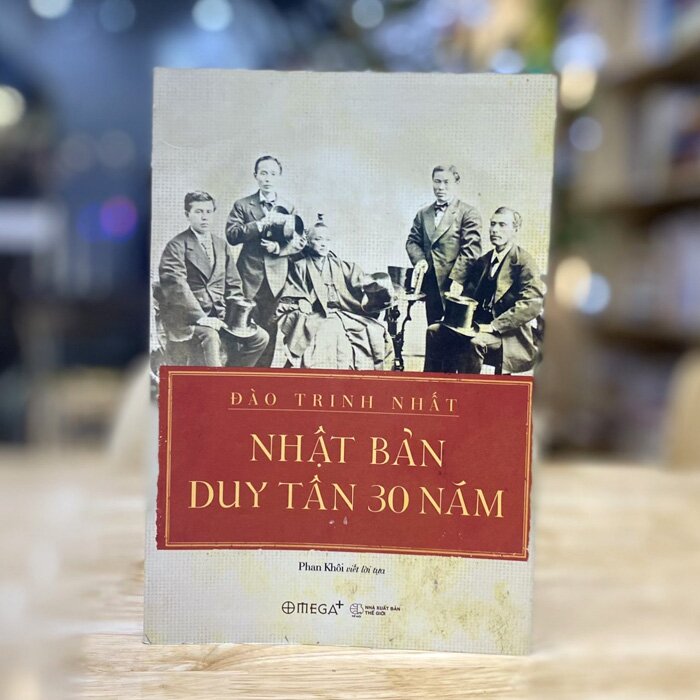 ĐÀO TRINH NHẤT
NHẬT BẢN
DUY TÂN 30 NĂM
Phan Khôi viết lời tựa
OMEGA+
NHÀ XUẤT BẢN
THẾ GIỚI